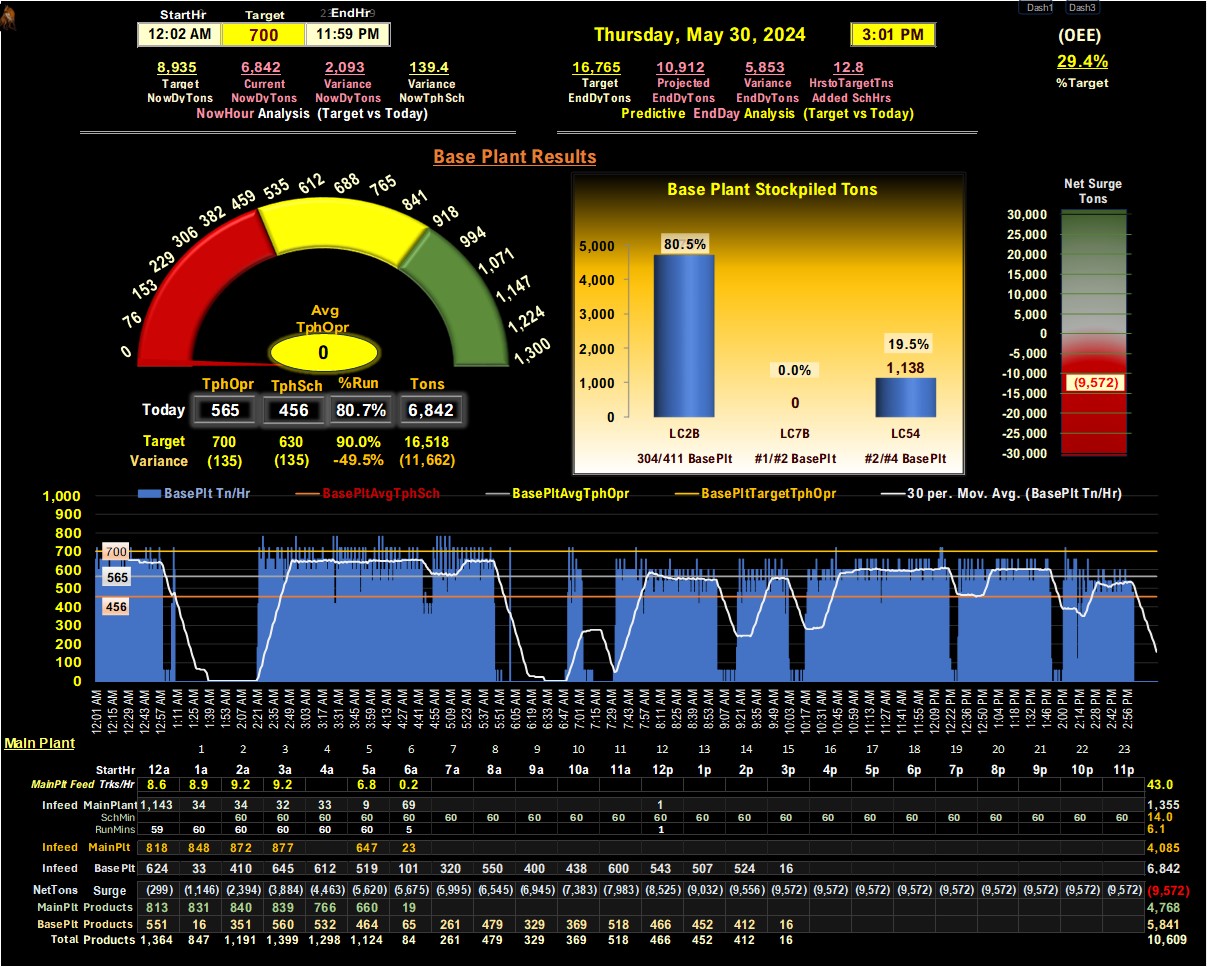 Dash1 Dash3
StartHr Target EndHr
12:02 AM 700 11:59 PM
Thursday, May 30, 2024 3:01 PM
(OEE)
29.4%
%Target
8,935 6,842 2,093 139.4
Target Current Variance Variance
NowDyTons NowDyTons NowDyTons NowTphSch
NowHour Analysis (Target vs Today)
16,765 10,912 5,853 12.8
Target Projected Variance HrstoTargetTns
EndDyTons EndDyTons EndDyTons Added SchHrs
Predictive EndDay Analysis (Target vs Today)
Base Plant Results
0 76 153 229 306 382 459 535 612 688 765 841 918 994 1,071 1,147 1,224 1,300
Avg
TphOpr
0
TphOpr TphSch %Run Tons
Today 565 456 80.7% 6,842
Target 700 630 90.0% 16,518
Variance (135) (135) -49.5% (11,662)
Base Plant Stockpiled Tons
5,000
4,000
3,000
2,000
1,000
0
80.5%
0.0%
0
19.5%
1,138
LC2B LC7B LC54
304/411 BasePlt #1/#2 BasePlt #2/#4 BasePlt
Net Surge
Tons
30,000
25,000
20,000
15,000
10,000
5,000
0
-5,000
-10,000
(9,572)
-15,000
-20,000
-25,000
-30,000
BasePlt Tn/Hr BasePltAvgTphSch BasePltAvgTphOpr BasePltTargetTphOpr 30 per. Mov. Avg. (BasePlt Tn/Hr)
1,000
900
800
700
600
500
400
300
200
100
0
700
565
456
12:01 AM 12:15 AM 12:29 AM 12:43 AM 12:57 AM 1:11 AM 1:25 AM 1:39 AM 1:53 AM 2:07 AM 2:21 AM 2:35 AM 2:49 AM 3:03 AM 3:17 AM 3:31 AM 3:45 AM 3:59 AM 4:13 AM 4:27 AM 4:41 AM 4:55 AM 5:09 AM 5:23 AM 5:37 AM 5:51 AM 6:05 AM 6:19 AM 6:33 AM 6:47 AM 7:01 AM 7:15 AM 7:29 AM 7:43 AM 7:57 AM 8:11 AM 8:25 AM 8:39 AM 8:53 AM 9:07 AM 9:21 AM 9:35 AM 9:49 AM 10:03 AM 10:17 AM 10:31 AM 10:45 AM 10:59 AM 11:13 AM 11:27 AM 11:41 AM 11:55 AM 12:09 PM 12:22 PM 12:36 PM 12:50 PM 1:04 PM 1:18 PM 1:32 PM 1:46 PM 2:00 PM 2:14 PM 2:28 PM 2:42 PM 2:56 PM
Main Plant
1 2 3 4 5 6 7 8 9 10 11 12 13 14 15 16 17 18 19 20 21 22 23
StartHr 12a 1a 2a 3a 4a 5a 6a 7a 8a 9a 10a 11a 12p 1p 2p 3p 4p 5p 6p 7p 8p 9p 10p 11p
MainPlt Feed Trks/Hr 8.6 8.9 9.2 9.2 6.8 0.2 43.0
Infeed MainPlant 1,143 34 34 32 33 9 69 1 1,355
SchMin 60 60 60 60 60 60 60 60 60 60 60 60 60 60 60 60 60 60 60 60 60 60 14.0
RunMins 59 60 60 60 60 60 5 1 6.1
Infeed MainPlt 818 848 872 877 647 23 4,085
Infeed Base Plt 624 33 410 645 612 519 101 320 550 400 438 600 543 507 524 16 6,842
NetTons Surge (299) (1,146) (2,394) (3,884) (4,463) (5,620) (5,675) (5,995) (6,545) (6,945) (7,383) (7,983) (8,525) (9,032) (9,556) (9,572) (9,572) (9,572) (9,572) (9,572) (9,572) (9,572) (9,572) (9,572) (9,572)
MainPlt Products 813 831 840 839 766 660 19 4,768
BasePlt Products 551 16 351 560 532 464 65 261 479 329 369 518 466 452 412 16 5,841
Total Products 1,364 847 1,191 1,399 1,298 1,124 84 261 479 329 369 518 466 452 412 16 10,609